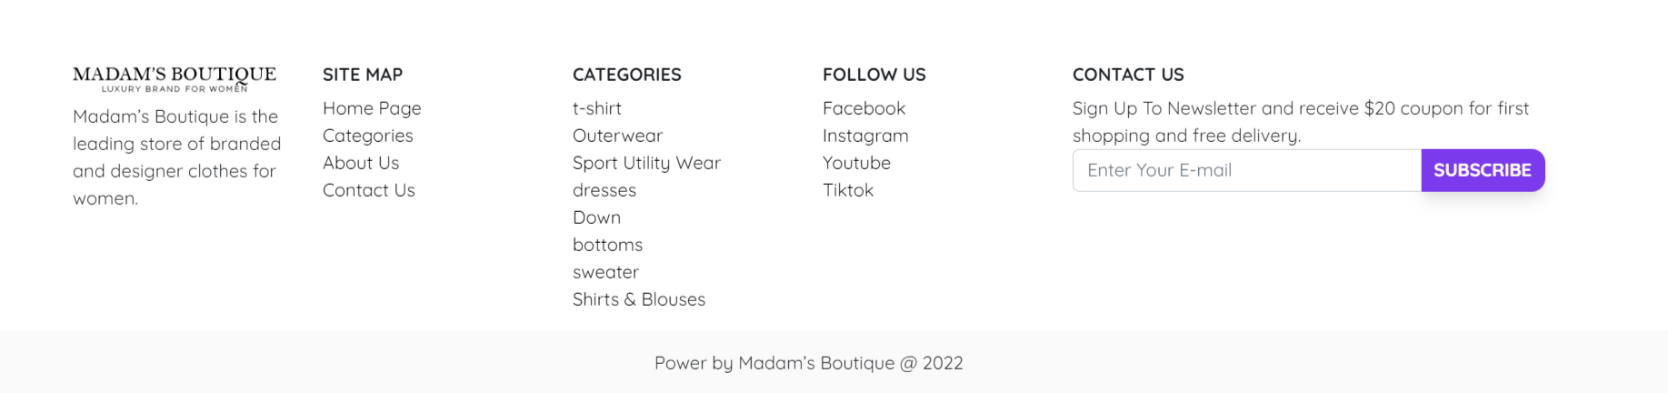 MADAM'S BOUTIQUE
LUXURY BRAND FOR WOMEN
Madam's Boutique is the
leading store of branded
and designer clothes for
women.
SITE MAP
Home Page
Categories
About Us
Contact Us
CATEGORIES
t-shirt
Outerwear
Sport Utility Wear
dresses
Down
bottoms
sweater
Shirts & Blouses
FOLLOW US
Facebook
Instagram
Youtube
Tiktok
CONTACT US
Sign Up To Newsletter and receive $20 coupon for first
shopping and free delivery.
Enter Your E-mail
SUBSCRIBE
Power by Madam's Boutique @ 2022